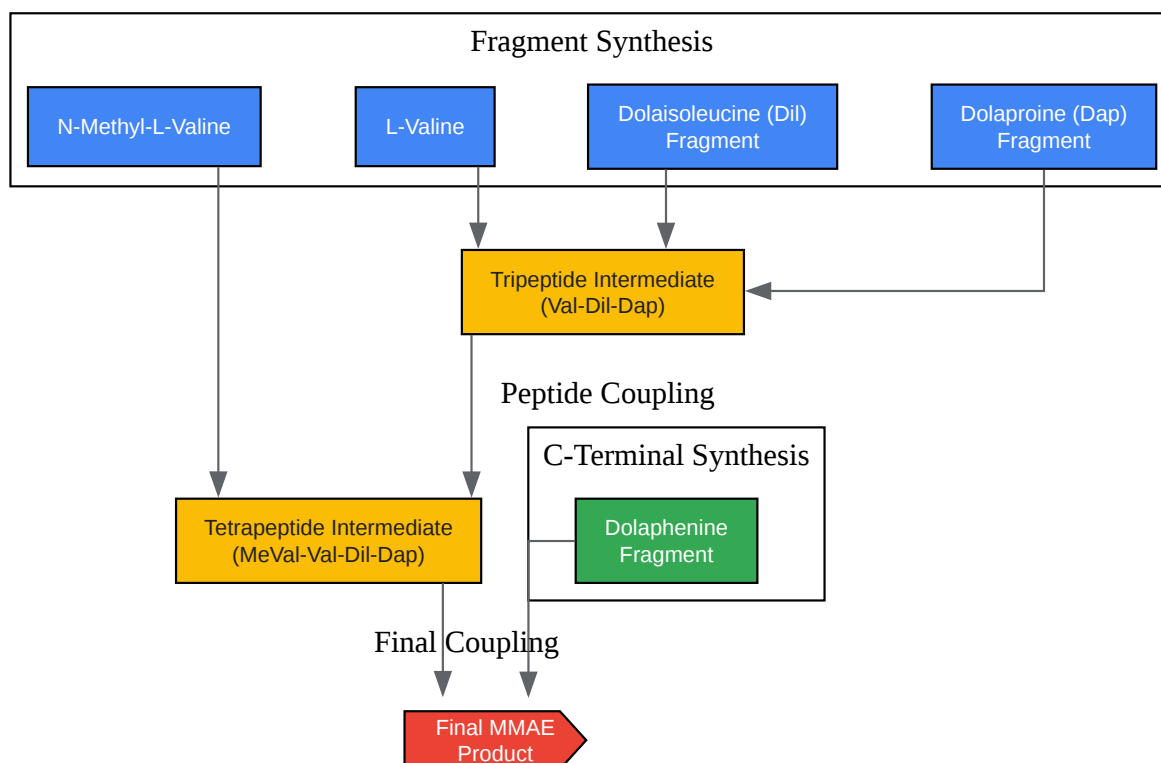 Fragment Synthesis
N-Methyl-L-Valine
L-Valine
Dolaisoleucine (Dil)
Fragment
Dolaproine (Dap)
Fragment
Tripeptide Intermediate
(Val-Dil-Dap)
Peptide Coupling
C-Terminal Synthesis
Tetrapeptide Intermediate
(MeVal-Val-Dil-Dap)
Dolaphenine
Fragment
Final Coupling
Final MMAE
Product